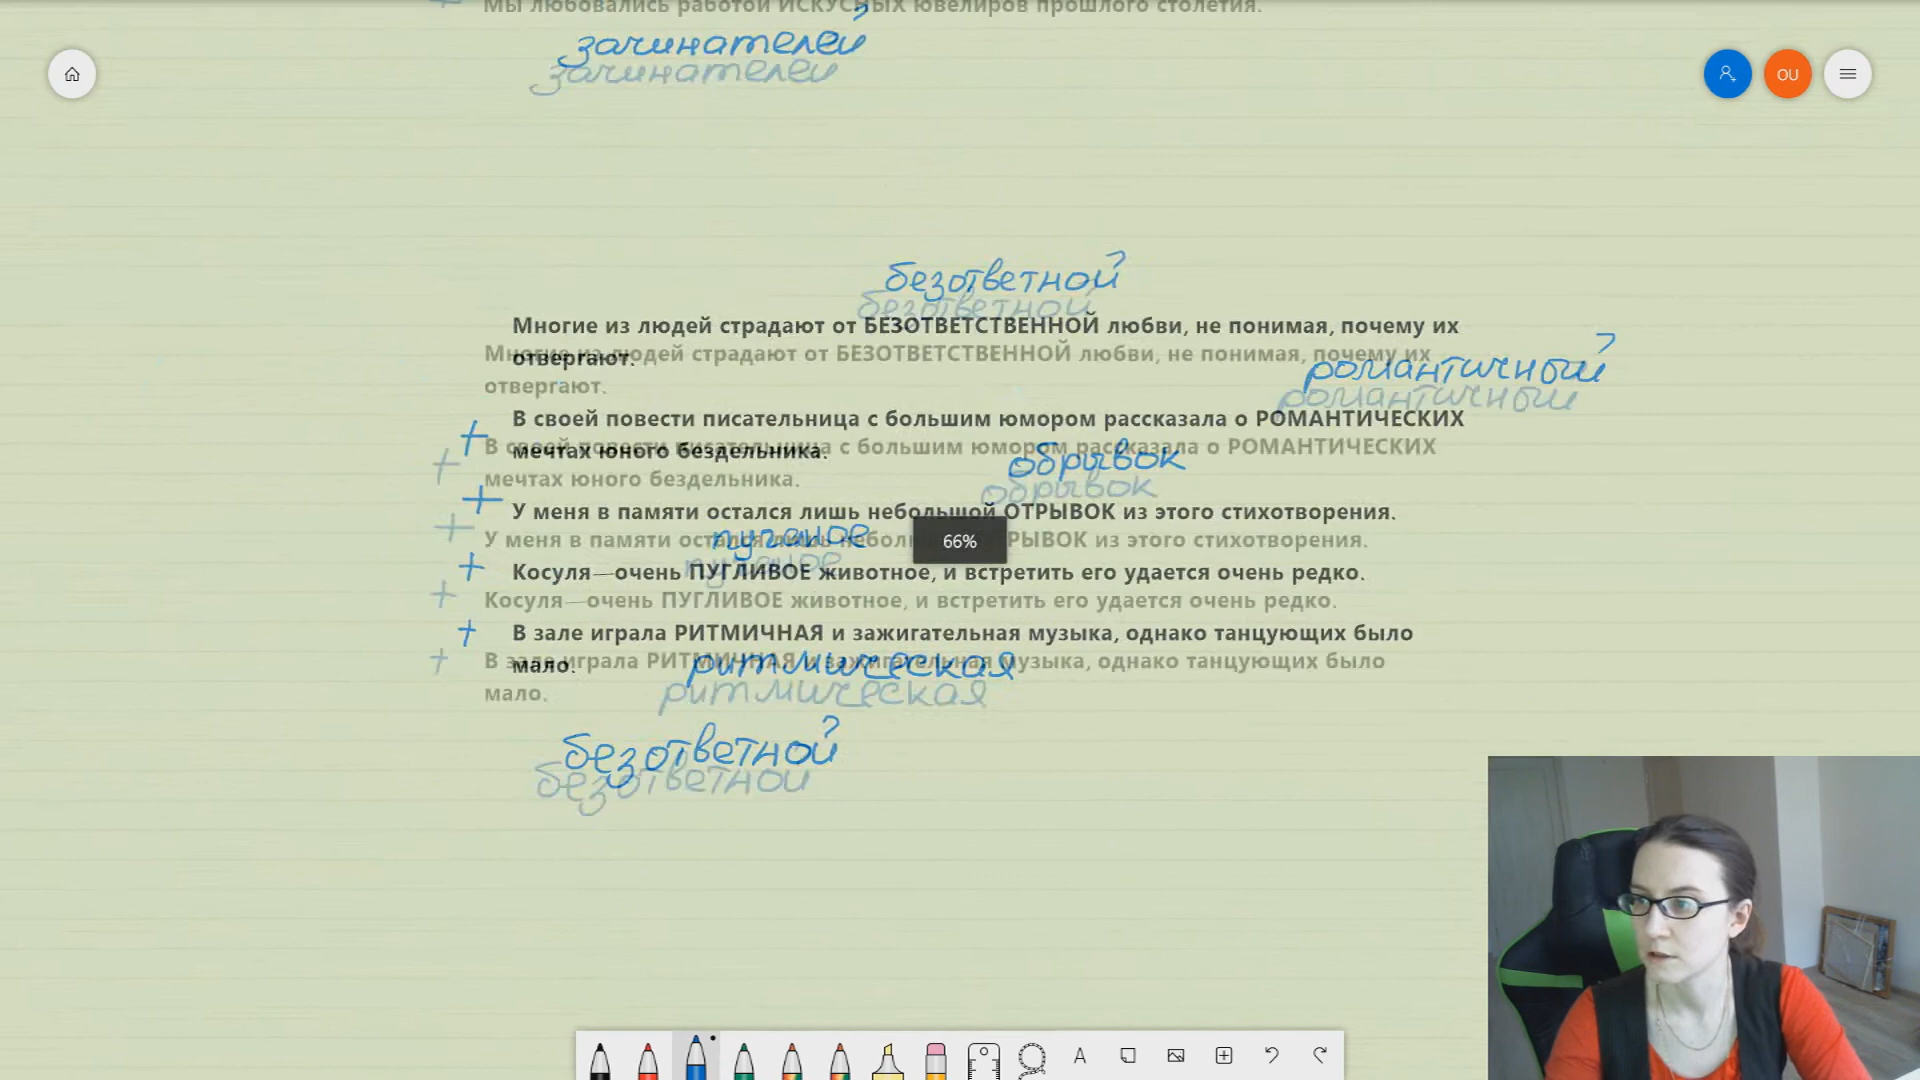 Мы любовались работой ИСКУСНЫХ ювелиров прошлого столетия.
зачинателей
OU
безответной
Многие из людей страдают от БЕЗОТВЕТСТВЕННОЙ любви, не понимая, почему их
отвергают.
романтичный
В своей повести писательница с большим юмором рассказала о РОМАНТИЧЕСКИХ
мечтах юного бездельника.
обрывок
У меня в памяти остался лишь небольшой ОТРЫВОК из этого стихотворения.
пуганое
66%
Косуля—очень ПУГЛИВОЕ животное, и встретить его удается очень редко.
В зале играла РИТМИЧНАЯ и зажигательная музыка, однако танцующих было
мало.
ритмическая
безответной